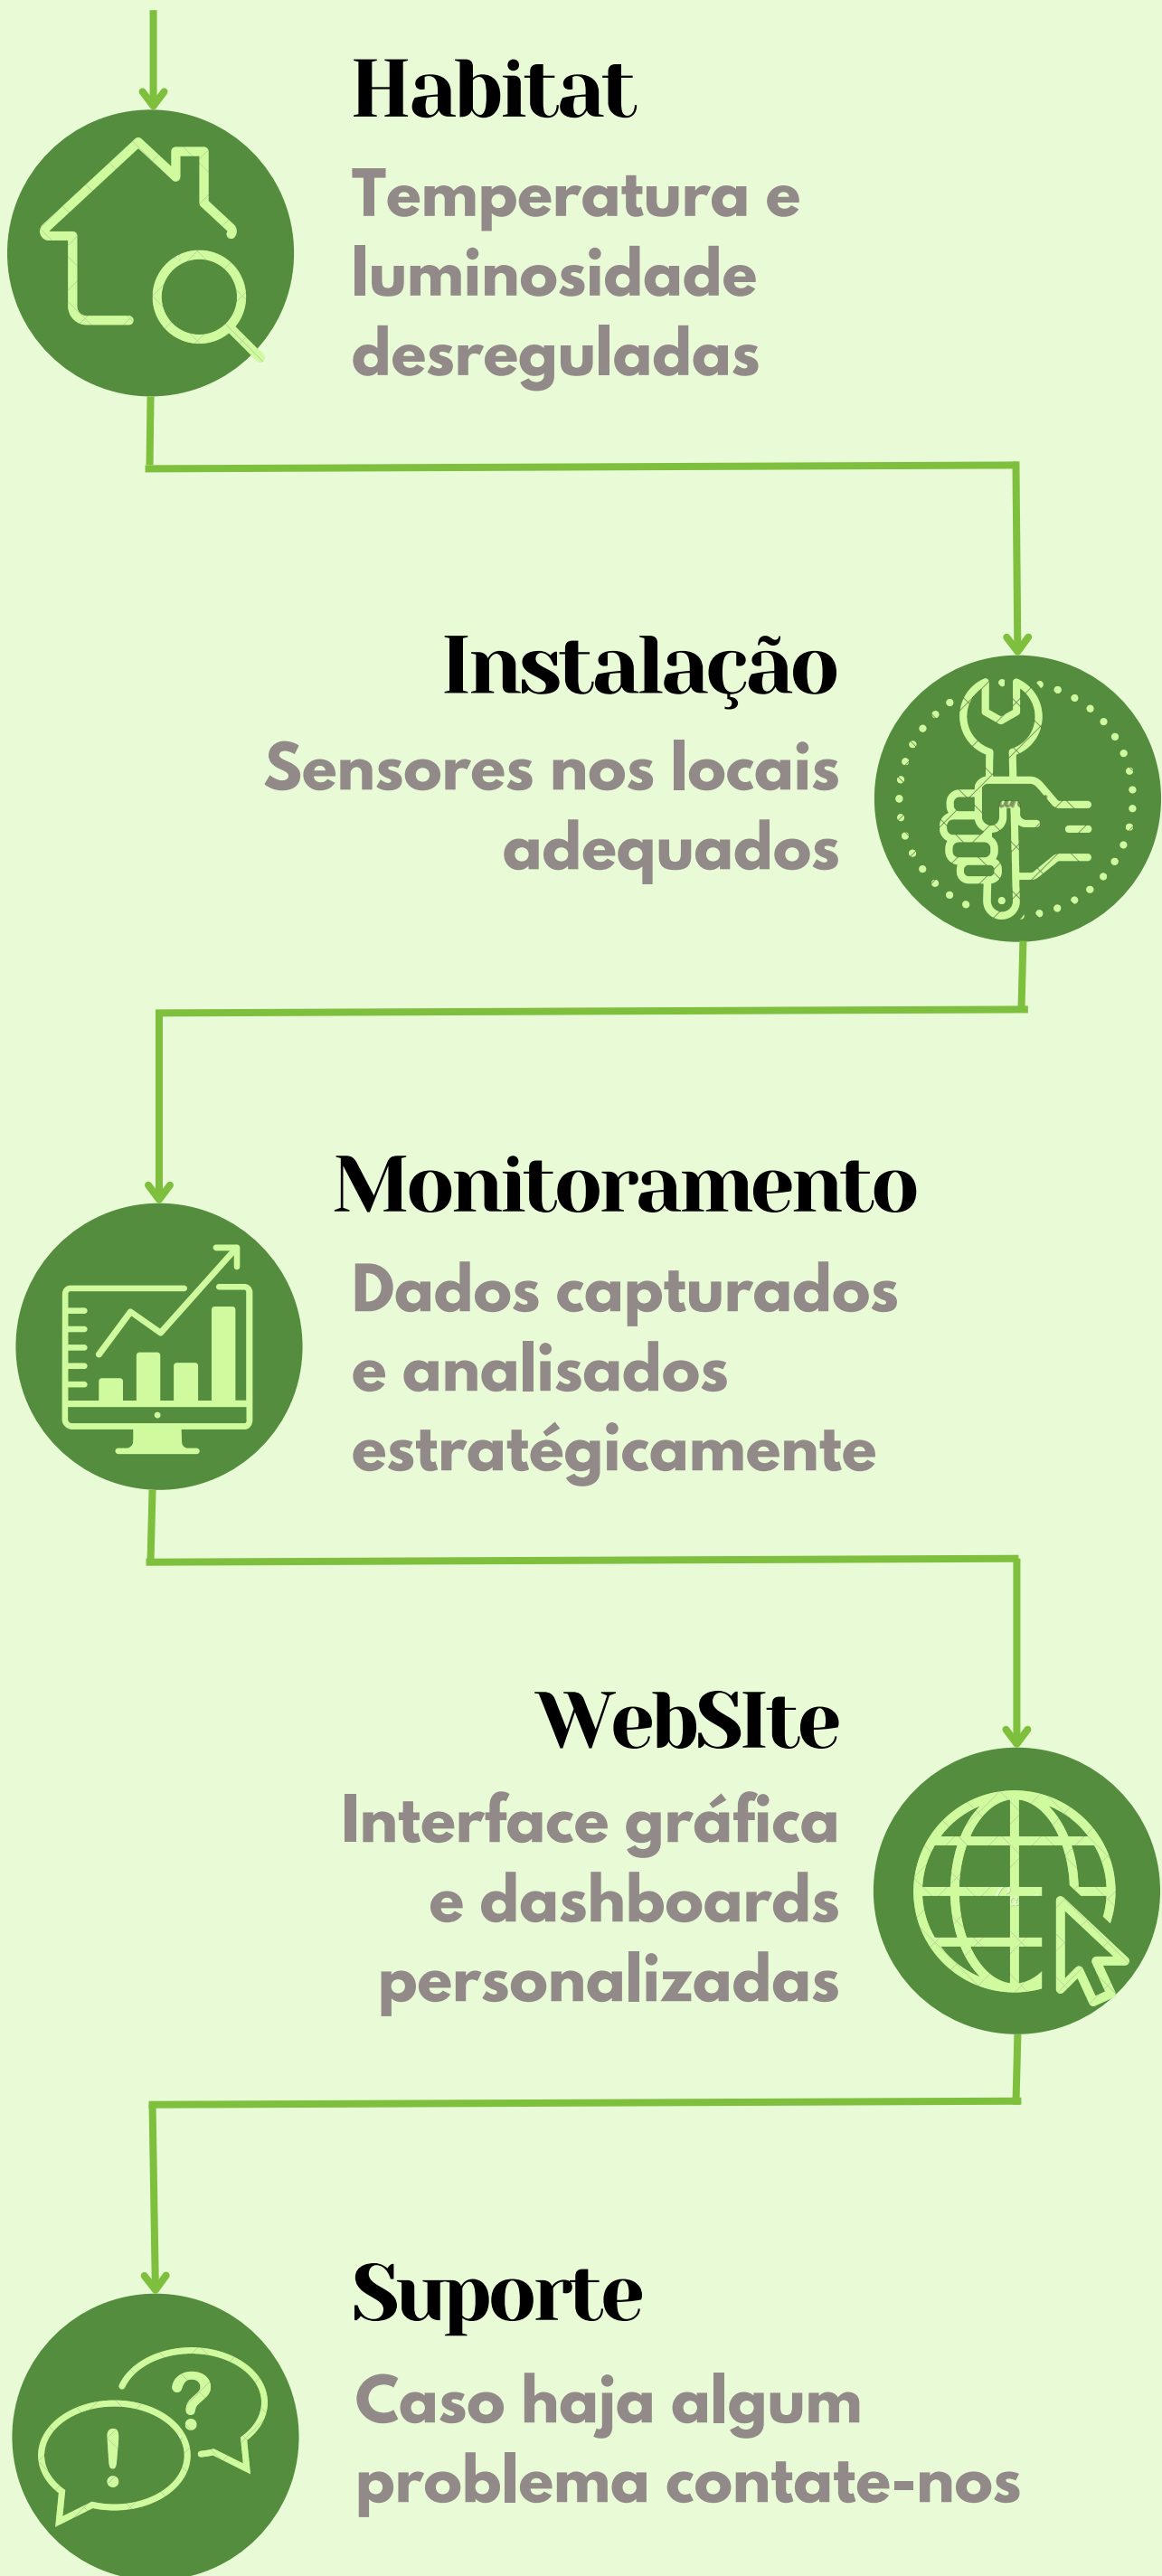 Habitat
Temperatura e
luminosidade
desreguladas
Instalação
Sensores nos locais
adequados
Monitoramento
Dados capturados
e analisados
estratégicamente
WebSIte
Interface gráfica
e dashboards
personalizadas
Suporte
Caso haja algum
problema contate-nos